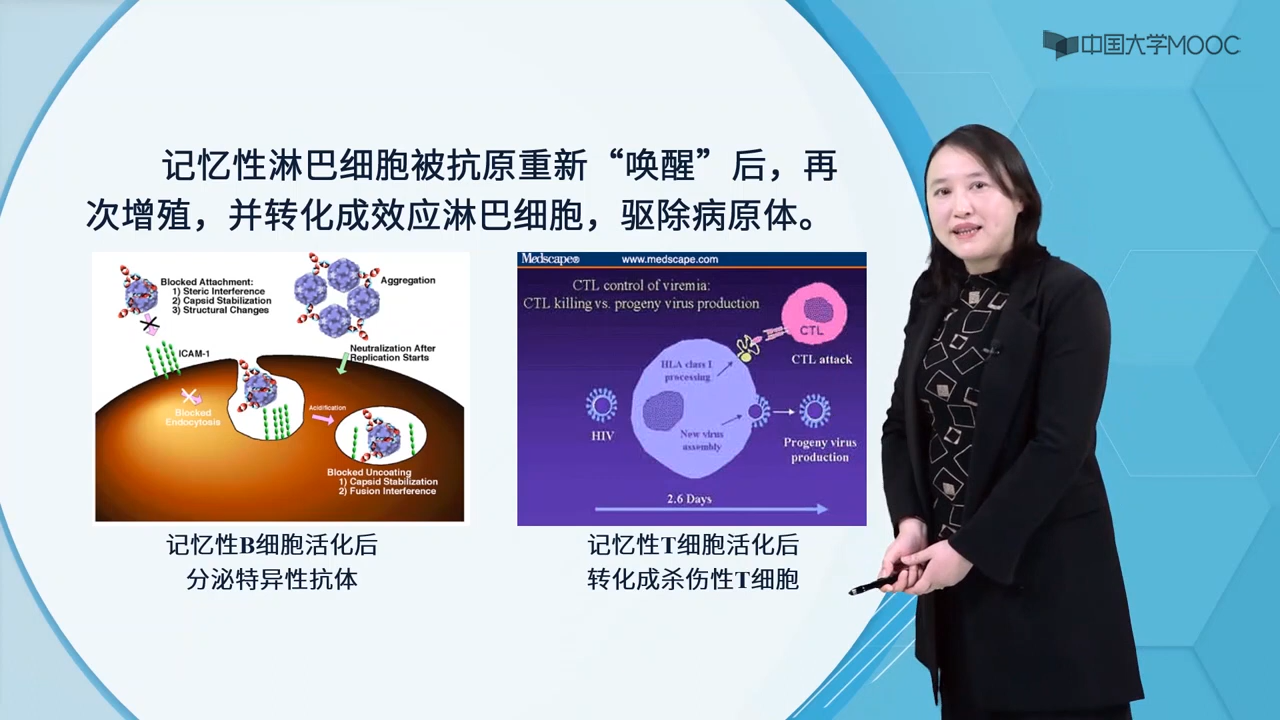 中国大学MOOC
记忆性淋巴细胞被抗原重新“唤醒”后，再
次增殖，并转化成效应淋巴细胞，驱除病原体。
Blocked Attachment:
1) Steric Interference
2) Capsid Stabilization
3) Structural Changes
Aggregation
ICAM-1
Neutralization After
Replication Starts
Blocked
Endocytosis
Acidification
Blocked Uncoating
1) Capsid Stabilization
2) Fusion Interference
记忆性B细胞活化后
分泌特异性抗体
Medscape® www.medscape.com
CTL control of viremia:
CTL killing vs. progeny virus production
CTL
CTL attack
HLA class I
processing
HIV
New virus
assembly
Progeny virus
production
2.6 Days
记忆性T细胞活化后
转化成杀伤性T细胞